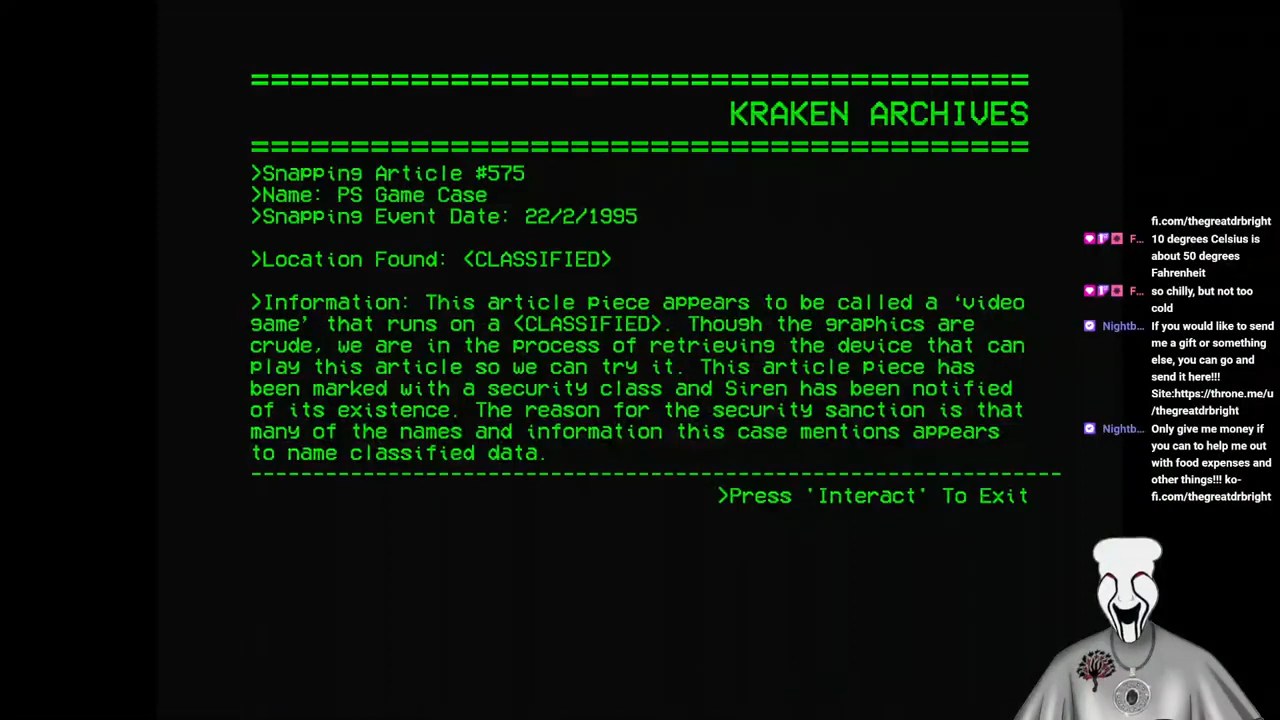 ========================================
KRAKEN ARCHIVES
========================================
>Snapping Article #575
>Name: PS Game Case
>Snapping Event Date: 22/2/1995
>Location Found: <CLASSIFIED>
>Information: This article piece appears to be called a ‘video
game’ that runs on a <CLASSIFIED>. Though the graphics are
crude, we are in the process of retrieving the device that can
play this article so we can try it. This article piece has
been marked with a security class and Siren has been notified
of its existence. The reason for the security sanction is that
many of the names and information this case mentions appears
to name classified data.
-----------------------------------------------------------------
>Press 'Interact' To Exit
fi.com/thegreatdrbright
F... 10 degrees Celsius is
about 50 degrees
Fahrenheit
F... so chilly, but not too
cold
Nightb... If you would like to send
me a gift or something
else, you can go and
send it here!!!
Site:https://throne.me/u
/thegreatdrbright
Nightb... Only give me money if
you can to help me out
with food expenses and
other things!!! ko-
fi.com/thegreatdrbright